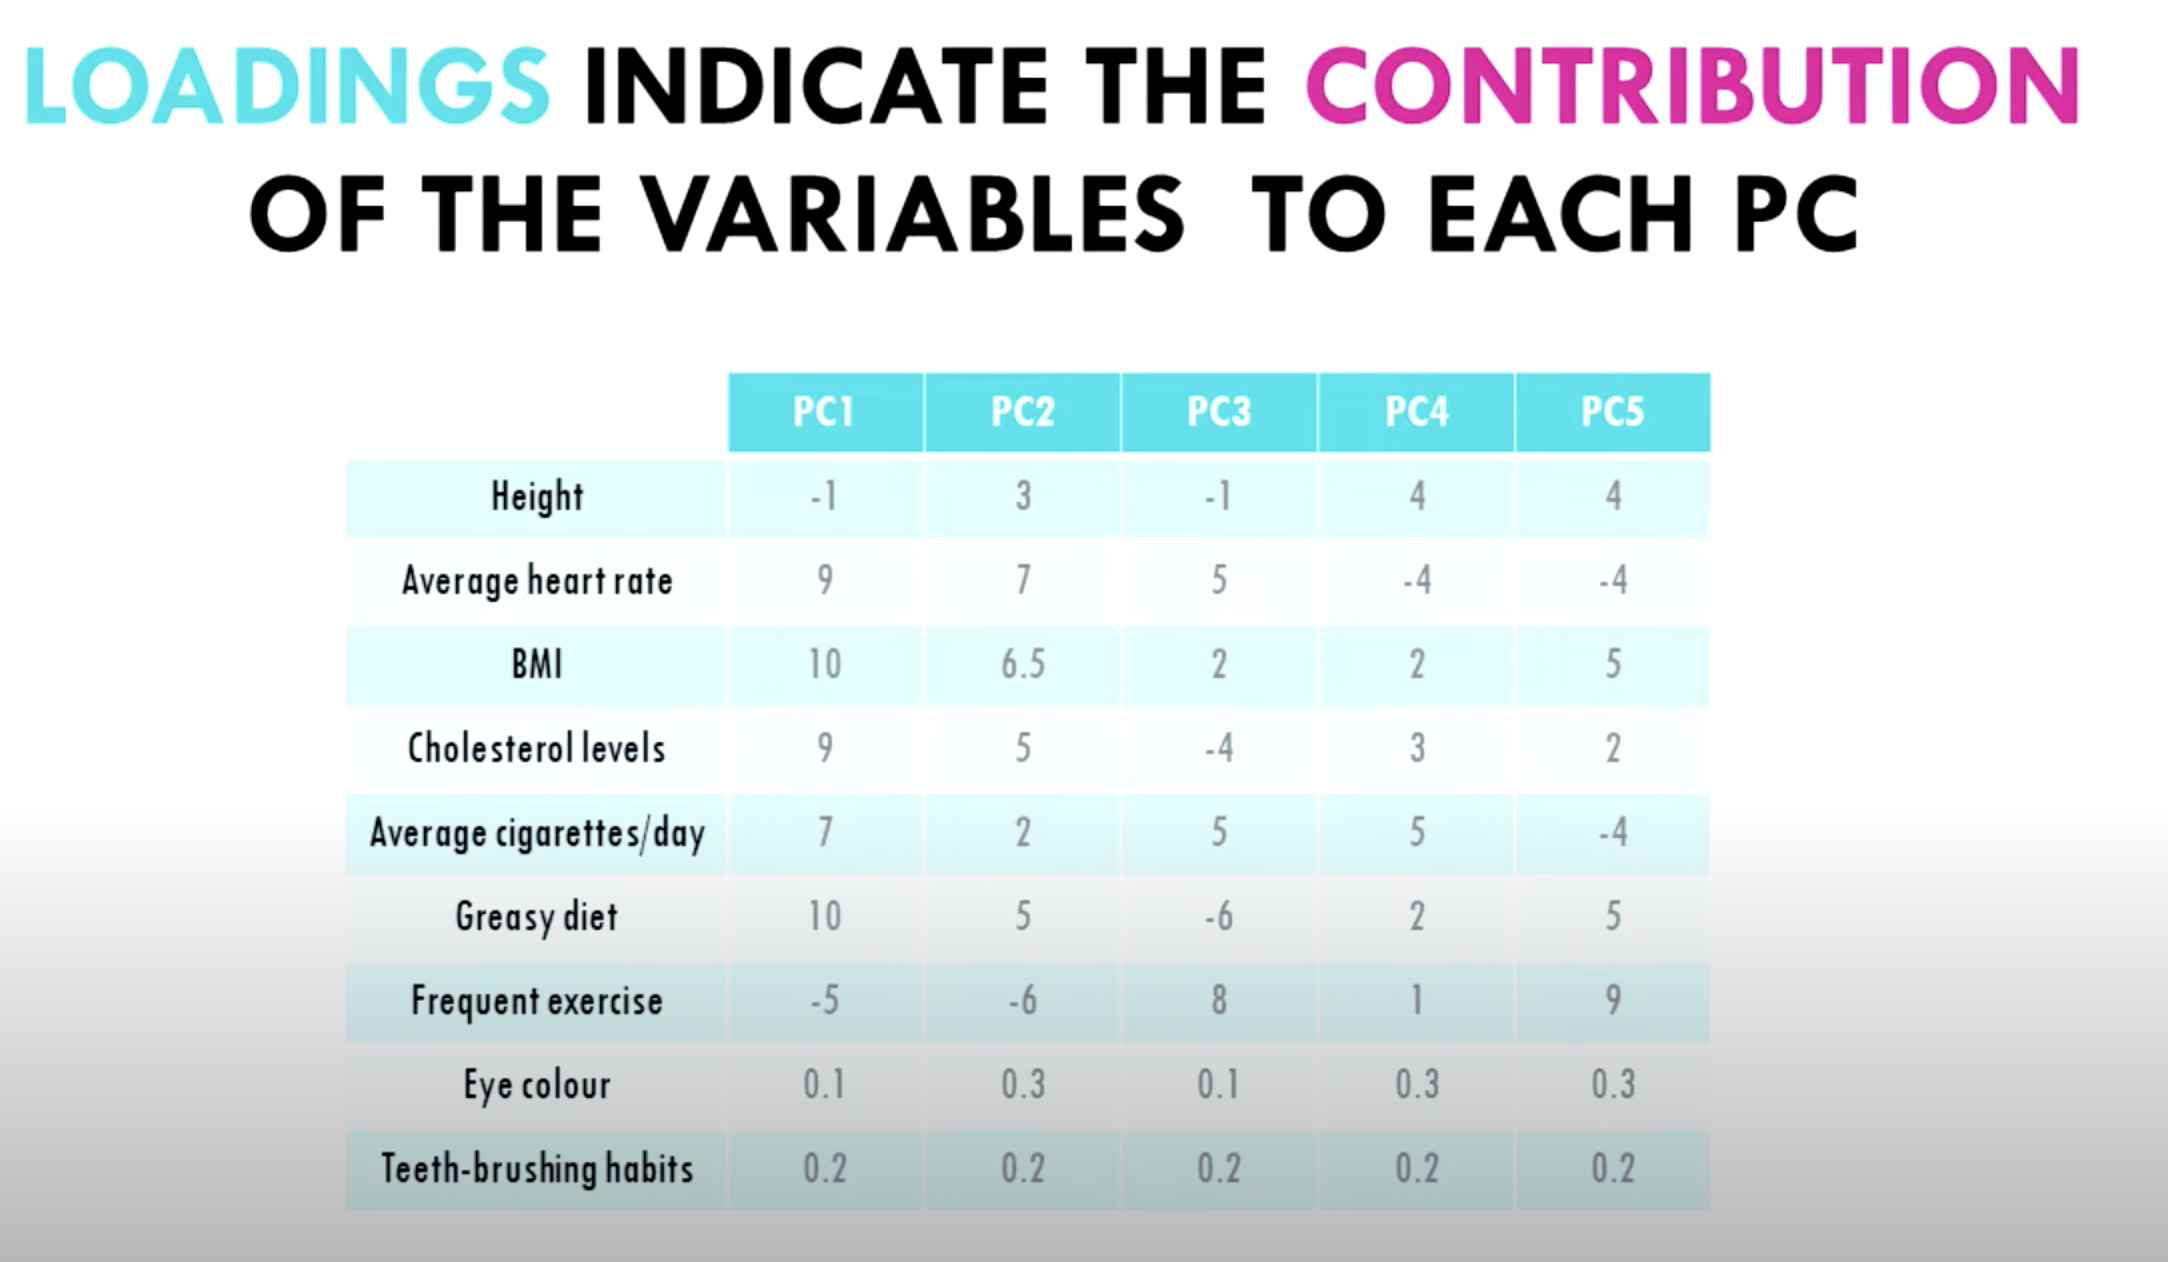 LOADINGS INDICATE THE CONTRIBUTION
OF THE VARIABLES TO EACH PC
PC1 PC2 PC3 PC4 PC5
Height -1 3 -1 4 4
Average heart rate 9 7 5 -4 -4
BMI 10 6.5 2 2 5
Cholesterol levels 9 5 -4 3 2
Average cigarettes/day 7 2 5 5 -4
Greasy diet 10 5 -6 2 5
Frequent exercise -5 -6 8 1 9
Eye colour 0.1 0.3 0.1 0.3 0.3
Teeth-brushing habits 0.2 0.2 0.2 0.2 0.2